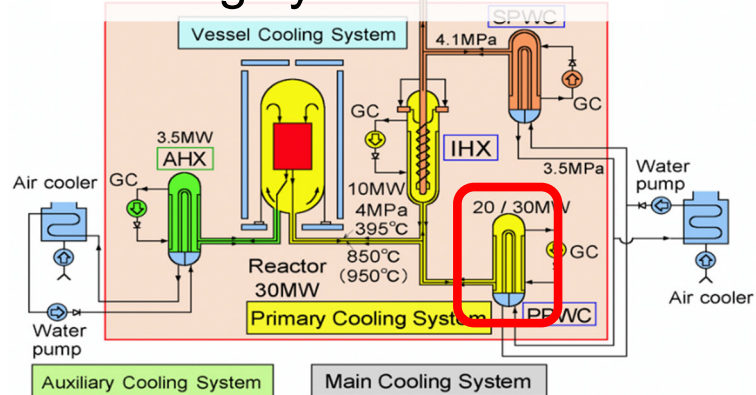 SPWC
Vessel Cooling System
4.1MPa
GC
3.5MW
AHX
GC
IHX
3.5MPa
Air cooler
GC
10MW
4MPa
395℃
850℃
(950℃)
20 / 30MW
GC
Water
pump
Reactor
30MW
Air cooler
Primary Cooling System
PPWC
Water
pump
Auxiliary Cooling System
Main Cooling System